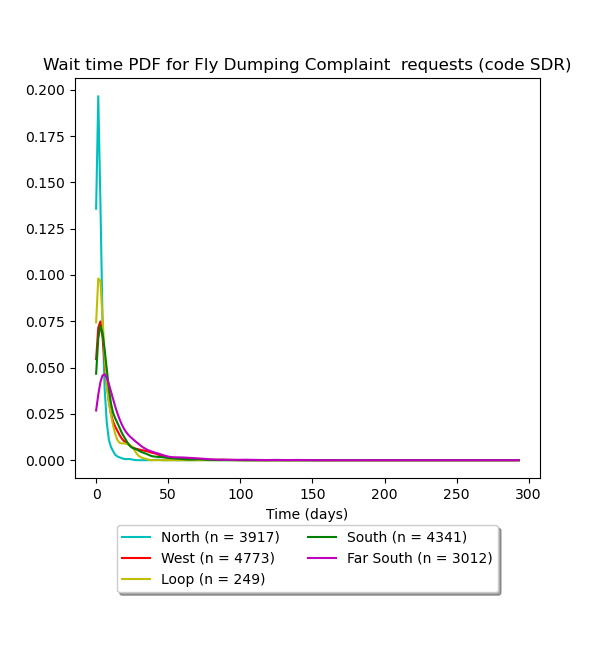 Wait time PDF for Fly Dumping Complaint  requests (code SDR)
0.200
0.175
0.150
0.125
0.100
0.075
0.050
0.025
0.000
0 50 100 150 200 250 300
Time (days)
North (n = 3917) South (n = 4341)
West (n = 4773) Far South (n = 3012)
Loop (n = 249)